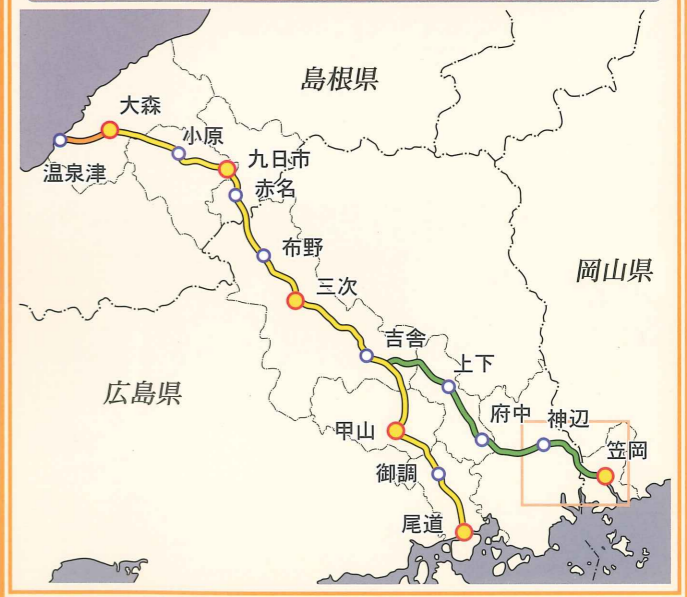 島根県
大森
小原
九日市
温泉津
赤名
布野
岡山県
三次
吉舎
上下
広島県
府中
神辺
甲山
笠岡
御調
尾道